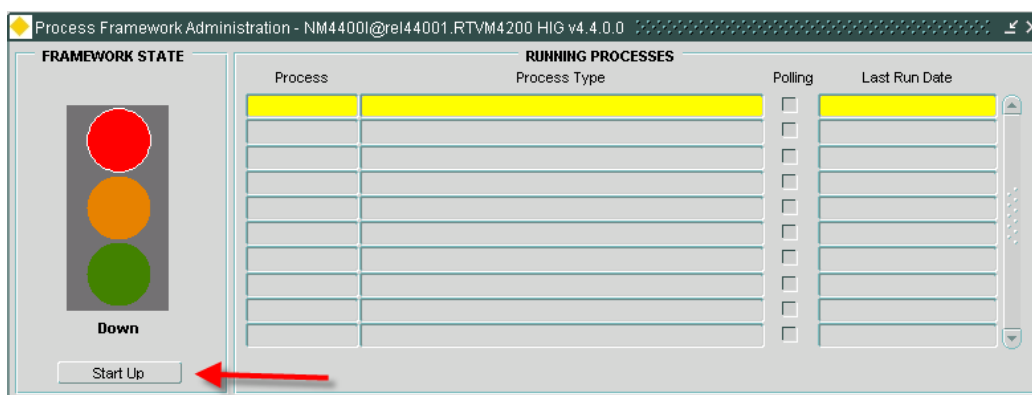 Process Framework Administration - NM4400I@rel44001.RTVM4200 HIG v4.4.0.0
FRAMEWORK STATE
RUNNING PROCESSES
Process Process Type Polling Last Run Date
Down
Start Up